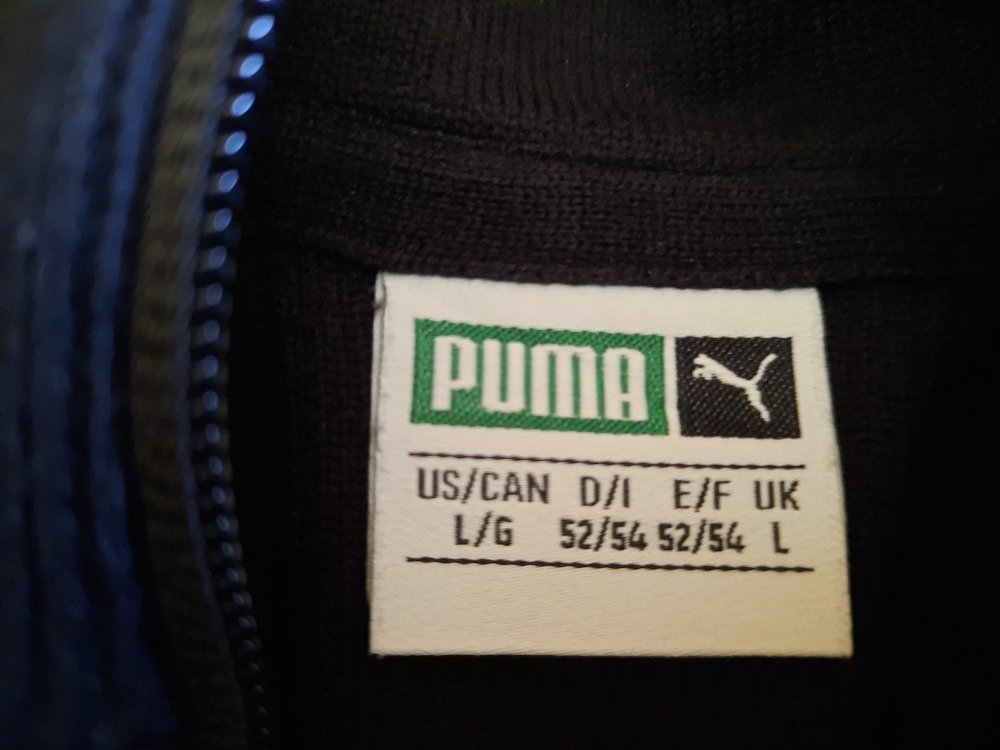 PUMA
US/CAN D/I E/F UK
L/G 52/54 52/54 L